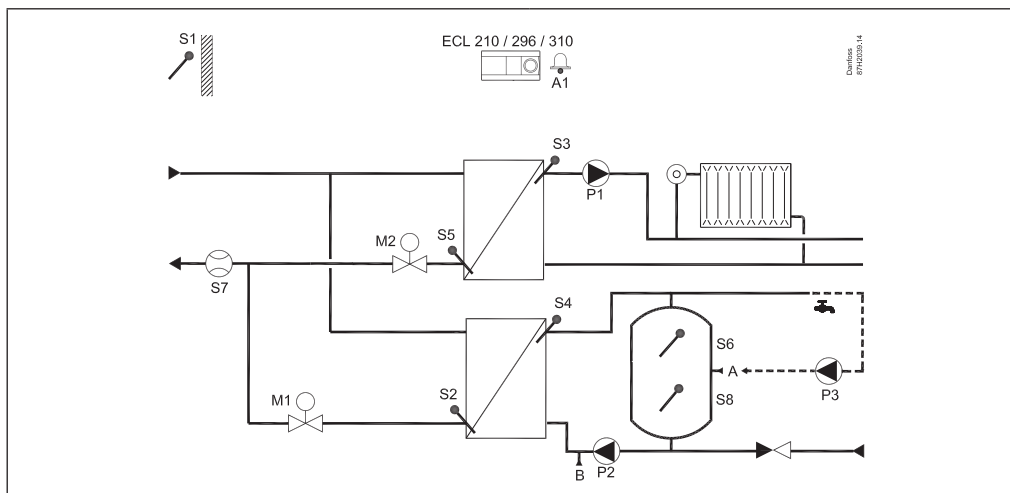 S1
ECL 210 / 296 / 310
A1
Danfoss
87H2039.14
S3
P1
M2
S5
S7
S4
S6
A
S8
P3
M1
S2
P2
B